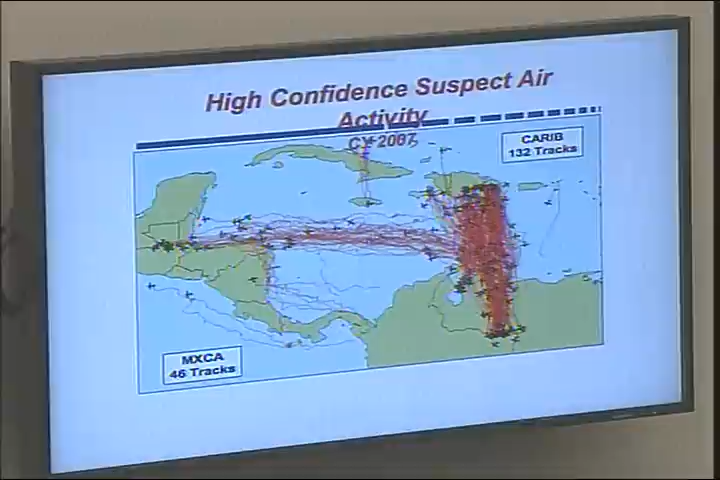 High Confidence Suspect Air
Activity
CY 2007
CARIB
132 Tracks
MXCA
46 Tracks